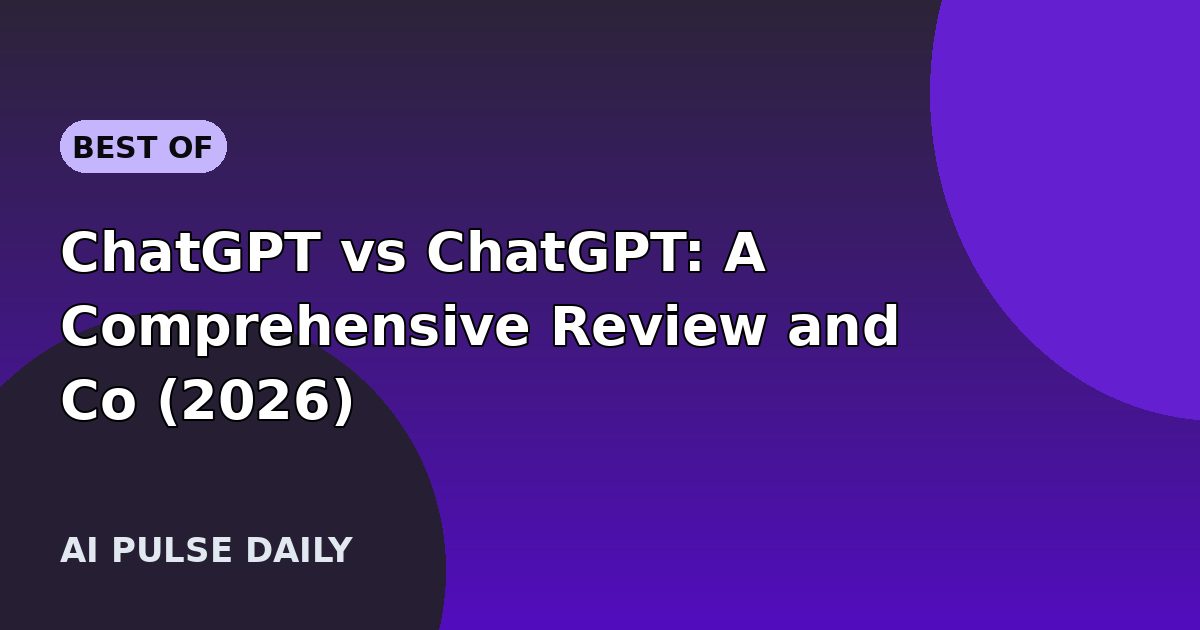 BEST OF
ChatGPT vs ChatGPT: A
Comprehensive Review and
Co (2026)
AI PULSE DAILY